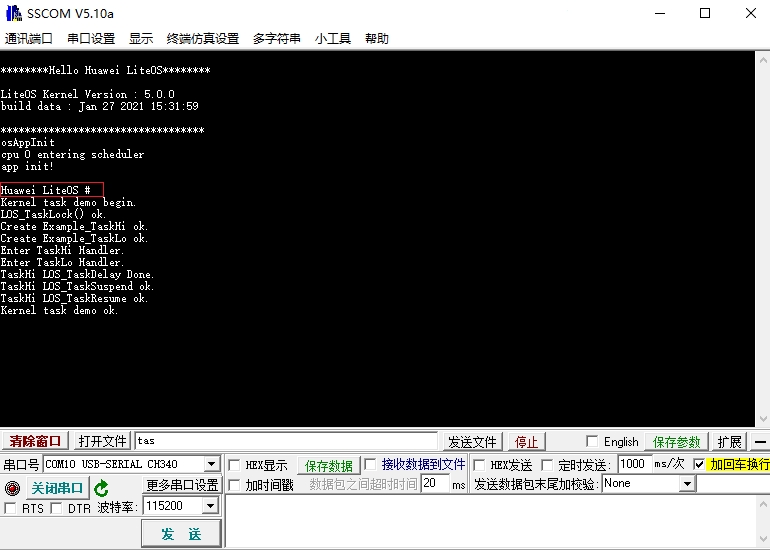 SSCOM V5.10a
通讯端口 串口设置 显示 终端仿真设置 多字符串 小工具 帮助
********Hello Huawei LiteOS********
LiteOS Kernel Version : 5.0.0
build data : Jan 27 2021 15:31:59
**********************************
osAppInit
cpu 0 entering scheduler
app init!
Huawei LiteOS #
Kernel task demo begin.
LOS_TaskLock() ok.
Create Example_TaskHi ok.
Create Example_TaskLo ok.
Enter TaskHi Handler.
Enter TaskLo Handler.
TaskHi LOS_TaskDelay Done.
TaskHi LOS_TaskSuspend ok.
TaskHi LOS_TaskResume ok.
Kernel task demo ok.
清除窗口 打开文件 tas 发送文件 停止 English 保存参数 扩展 —
串口号 COM10 USB-SERIAL CH340 HEX显示 保存数据 接收数据到文件 HEX发送 定时发送: 1000 ms/次 加回车换行
关闭串口 更多串口设置 加时间戳 数据包之间超时时间 20 ms 发送数据包末尾加校验: None
RTS DTR 波特率: 115200
发 送